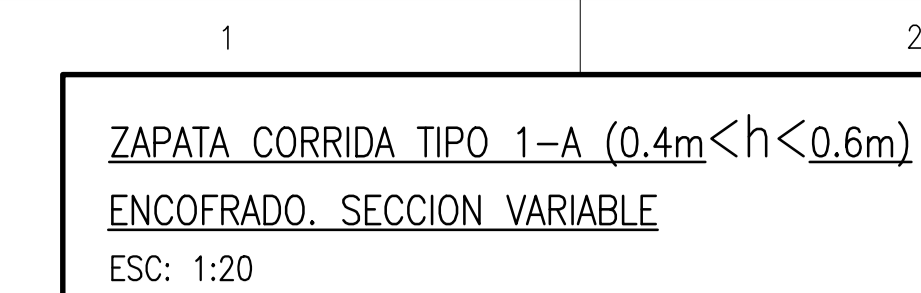 1 2
ZAPATA CORRIDA TIPO 1-A (0.4m<h<0.6m)
ENCOFRADO. SECCION VARIABLE
ESC: 1:20